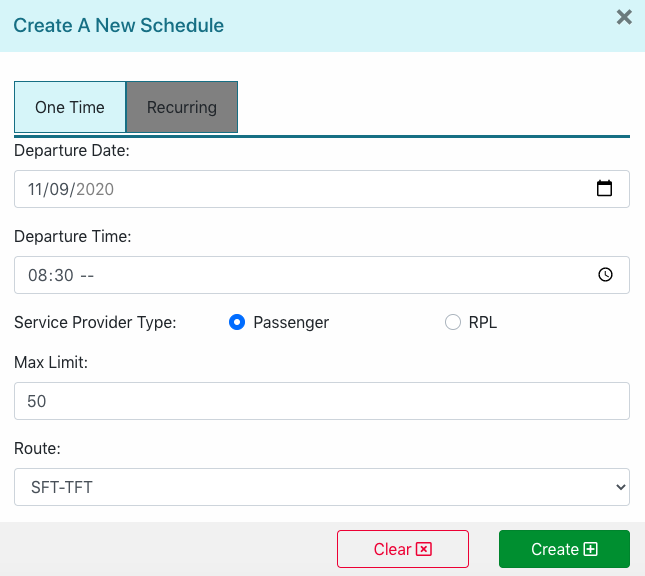 Create A New Schedule
One Time Recurring
Departure Date:
11/09/2020
Departure Time:
08:30 --
Service Provider Type: Passenger RPL
Max Limit:
50
Route:
SFT-TFT
Clear Create